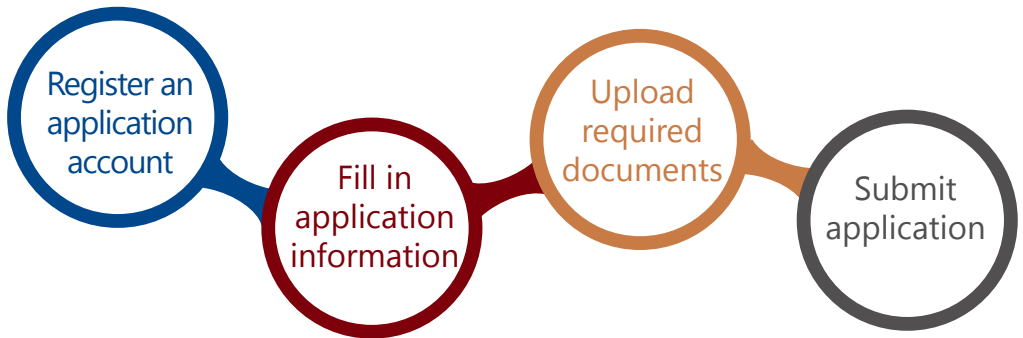 Register an
application
account
Fill in
application
information
Upload
required
documents
Submit
application